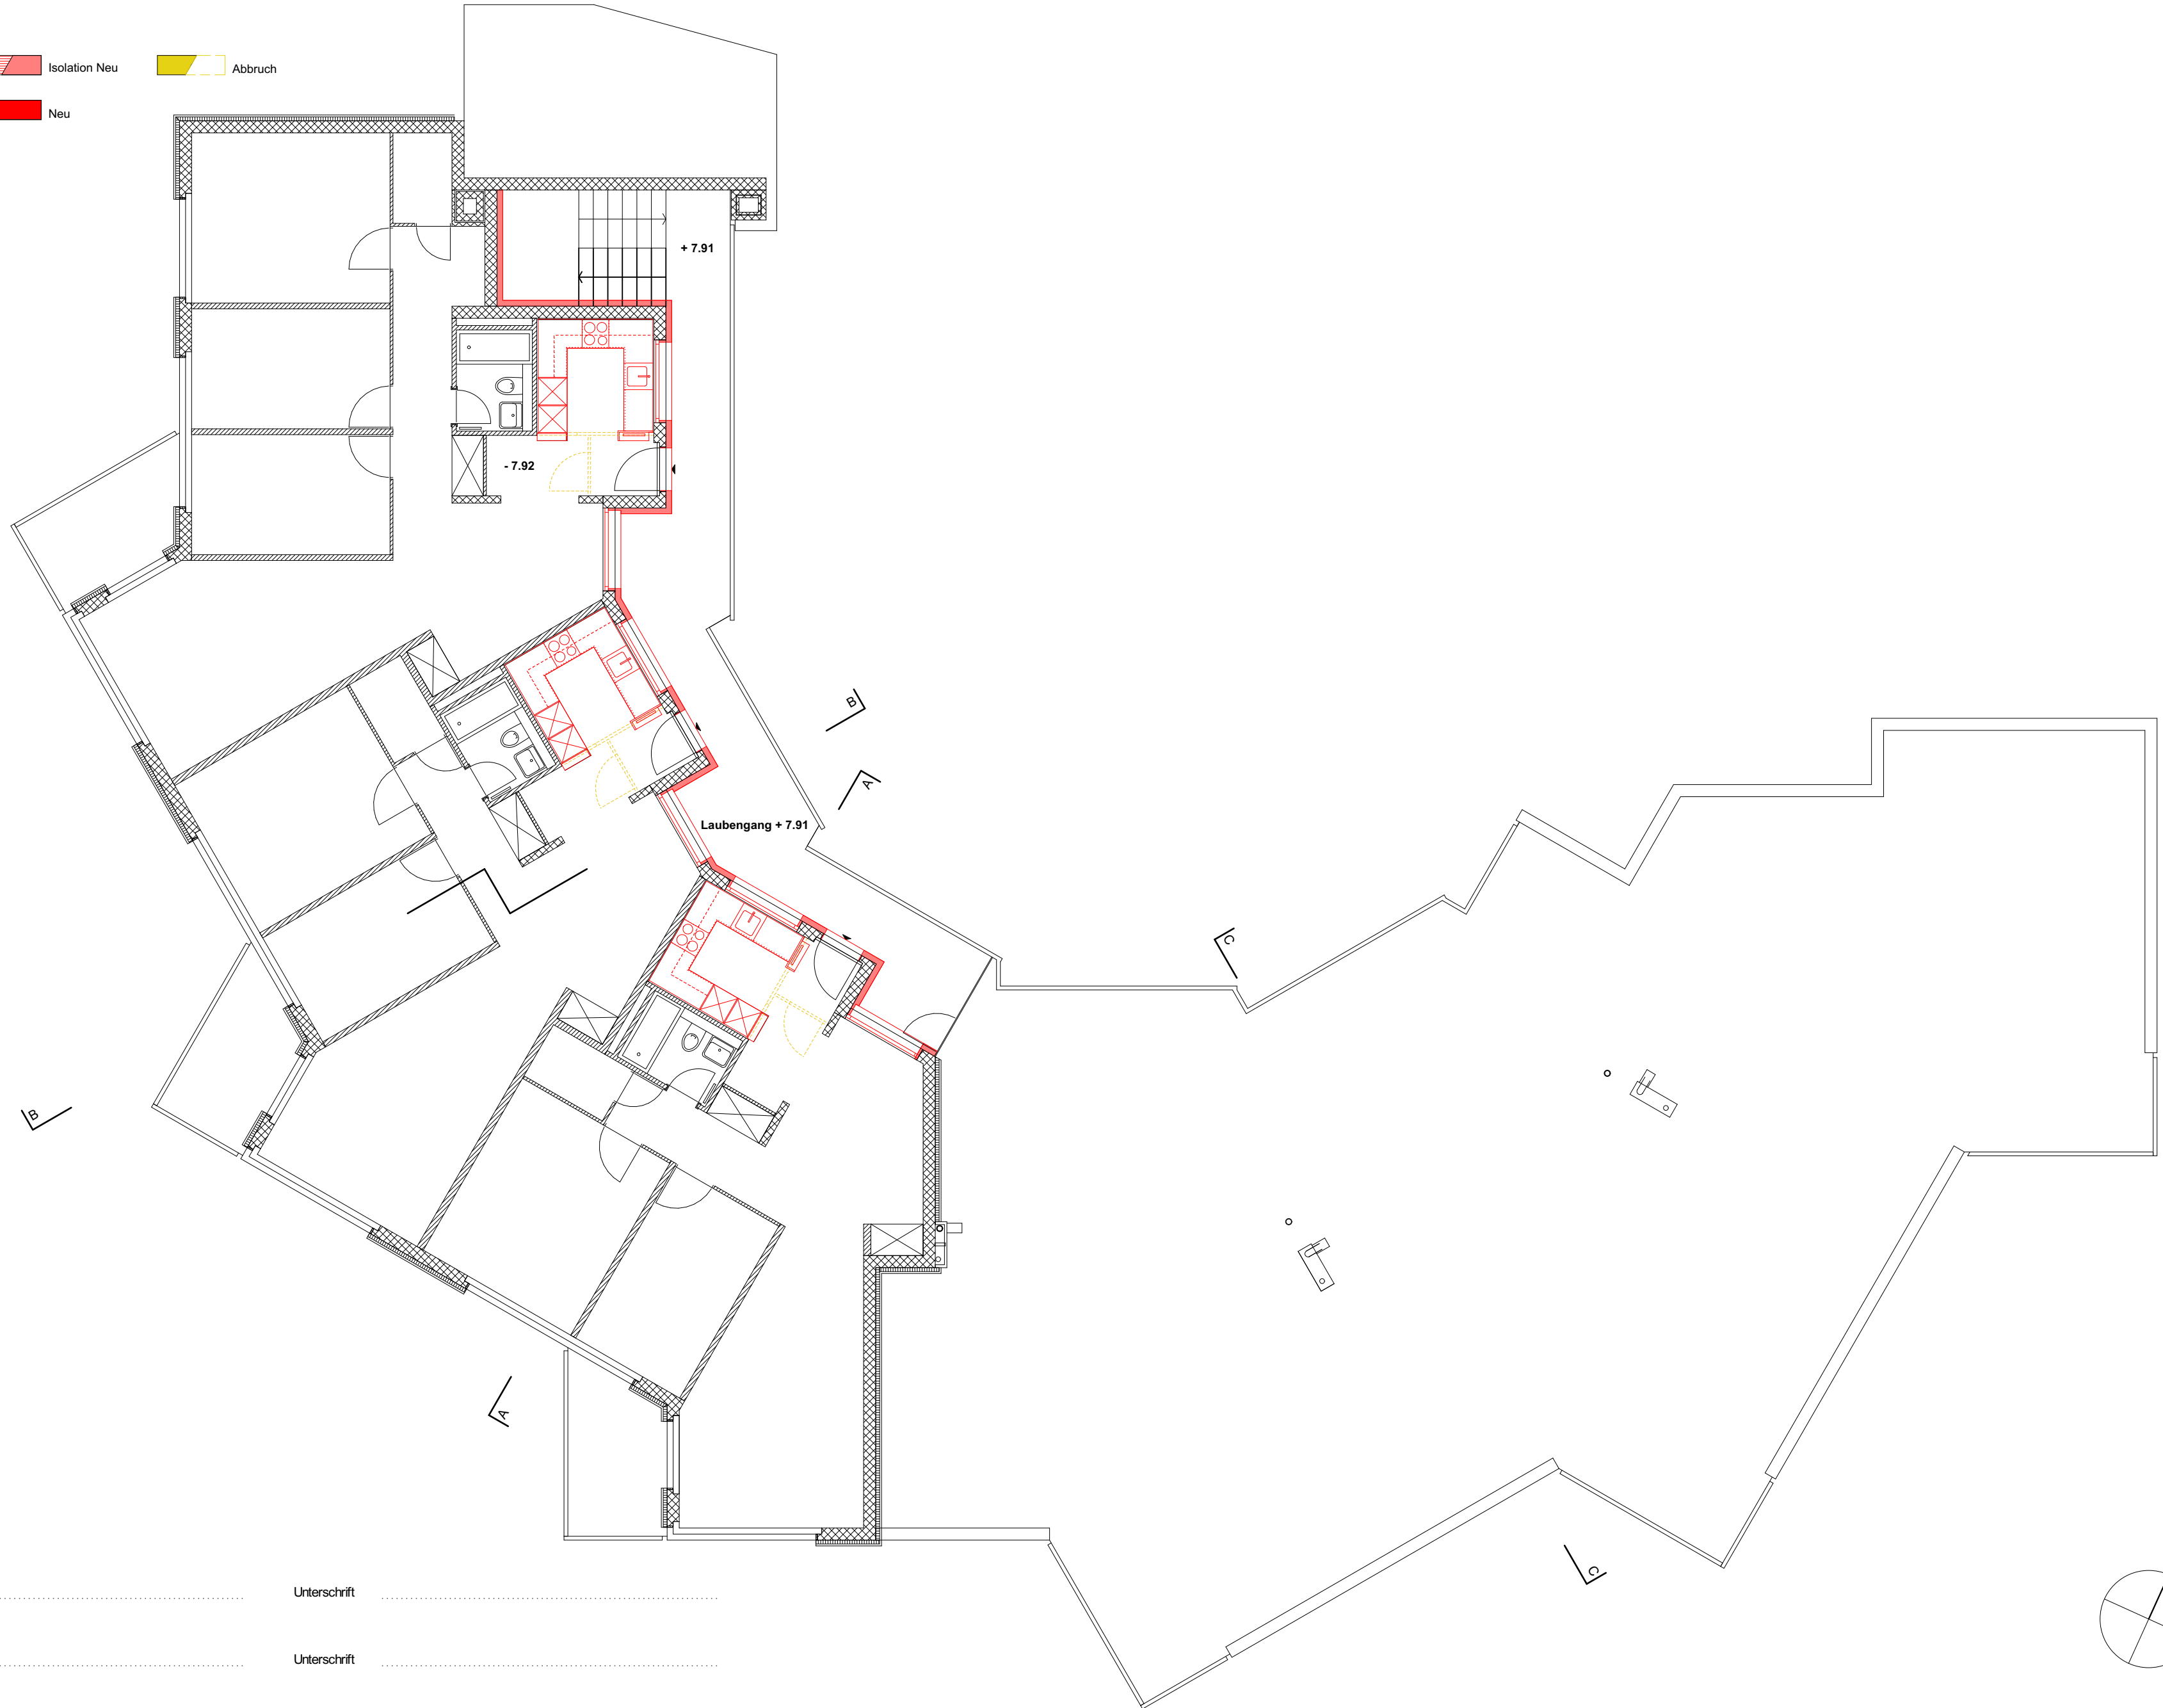 Isolation Neu
Abbruch
Neu
+ 7.91
- 7.92
B
A
Laubengang + 7.91
C
B
A
C
Unterschrift
Unterschrift